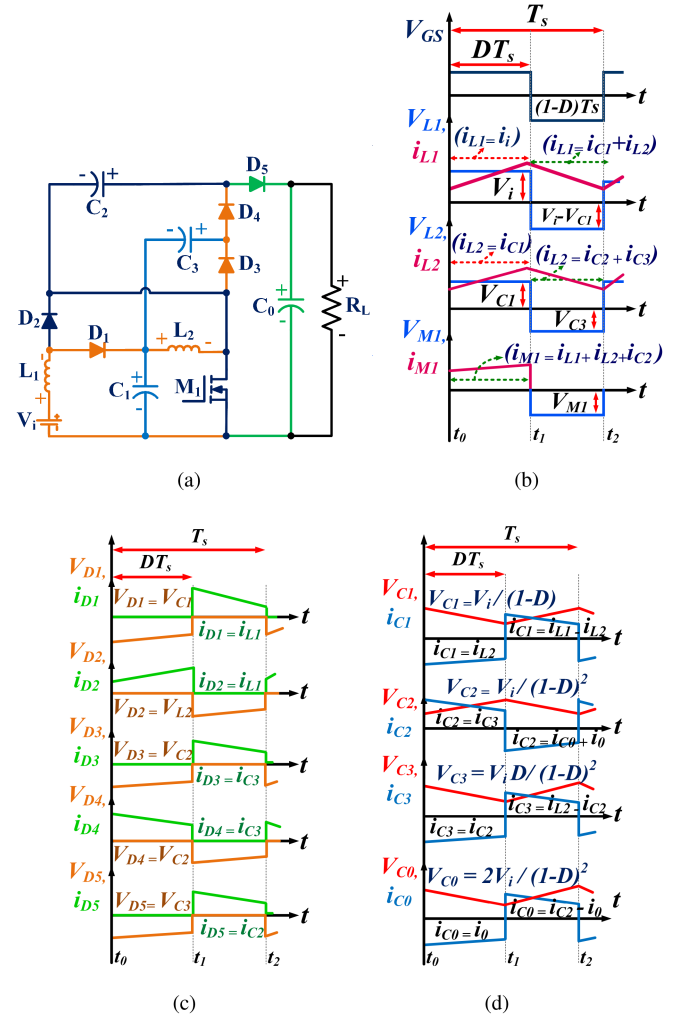 D5
C2
D4
C3
D3
D2
D1
L2
C0
RL
L1
C1
M1
Vi
(a)
Ts
VGS
DTs
t
(1-D)Ts
VL1,
iL1
(iL1=ii)
(iL1=iC1+iL2)
Vi
Vi-VC1
t
VL2,
iL2
(iL2=iC1)
(iL2=iC2+iC3)
VC1
VC3
t
VM1,
iM1
(iM1=iL1+iL2+iC2)
VM1
t
t0 t1 t2
(b)
Ts
DTs
VD1,
iD1
VD1=VC1
iD1=iL1
t
VD2,
iD2
iD2=iL1
VD2=VL2
t
VD3,
iD3
VD3=VC2
iD3=iC3
t
VD4,
iD4
iD4=iC3
VD4=VC2
t
VD5,
iD5
VD5=VC3
iD5=iC2
t
t0 t1 t2
(c)
Ts
DTs
VC1,
iC1
VC1=Vi/(1-D)
iC1=iL2
iC1=iL1-iL2
t
VC2,
iC2
VC2=Vi/(1-D)2
iC2=iC3
iC2=iC0+i0
t
VC3,
iC3
VC3=ViD/(1-D)2
iC3=iC2
iC3=iL2-iC2
t
VC0,
iC0
VC0=2Vi/(1-D)2
iC0=i0
iC0=iC2-i0
t
t0 t1 t2
(d)